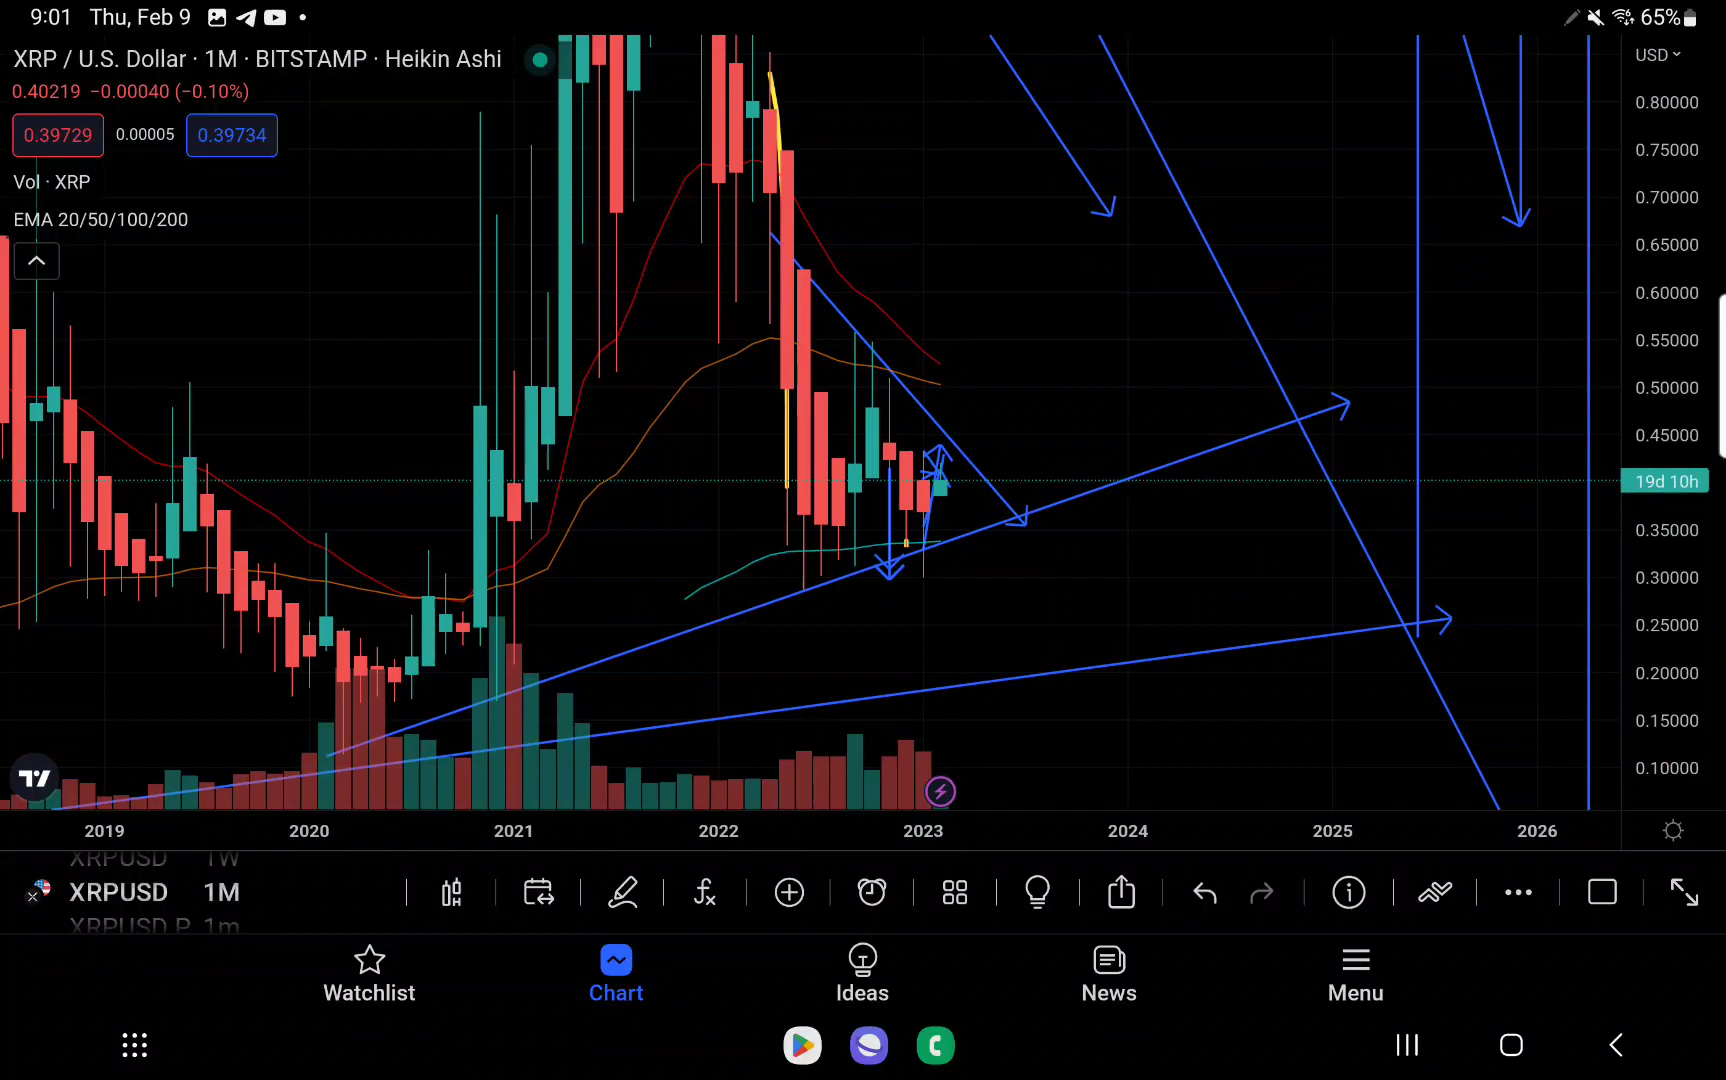 9:01 Thu, Feb 9 65%
XRP / U.S. Dollar · 1M · BITSTAMP · Heikin Ashi
USD
0.40219 −0.00040 (−0.10%)
0.39729 0.00005 0.39734
Vol · XRP
EMA 20/50/100/200
0.80000
0.75000
0.70000
0.65000
0.60000
0.55000
0.50000
0.45000
19d 10h
0.35000
0.30000
0.25000
0.20000
0.15000
0.10000
2019 2020 2021 2022 2023 2024 2025 2026
XRPUSD 1W
XRPUSD 1M
XRPUSD.P 1m
Watchlist Chart Ideas News Menu